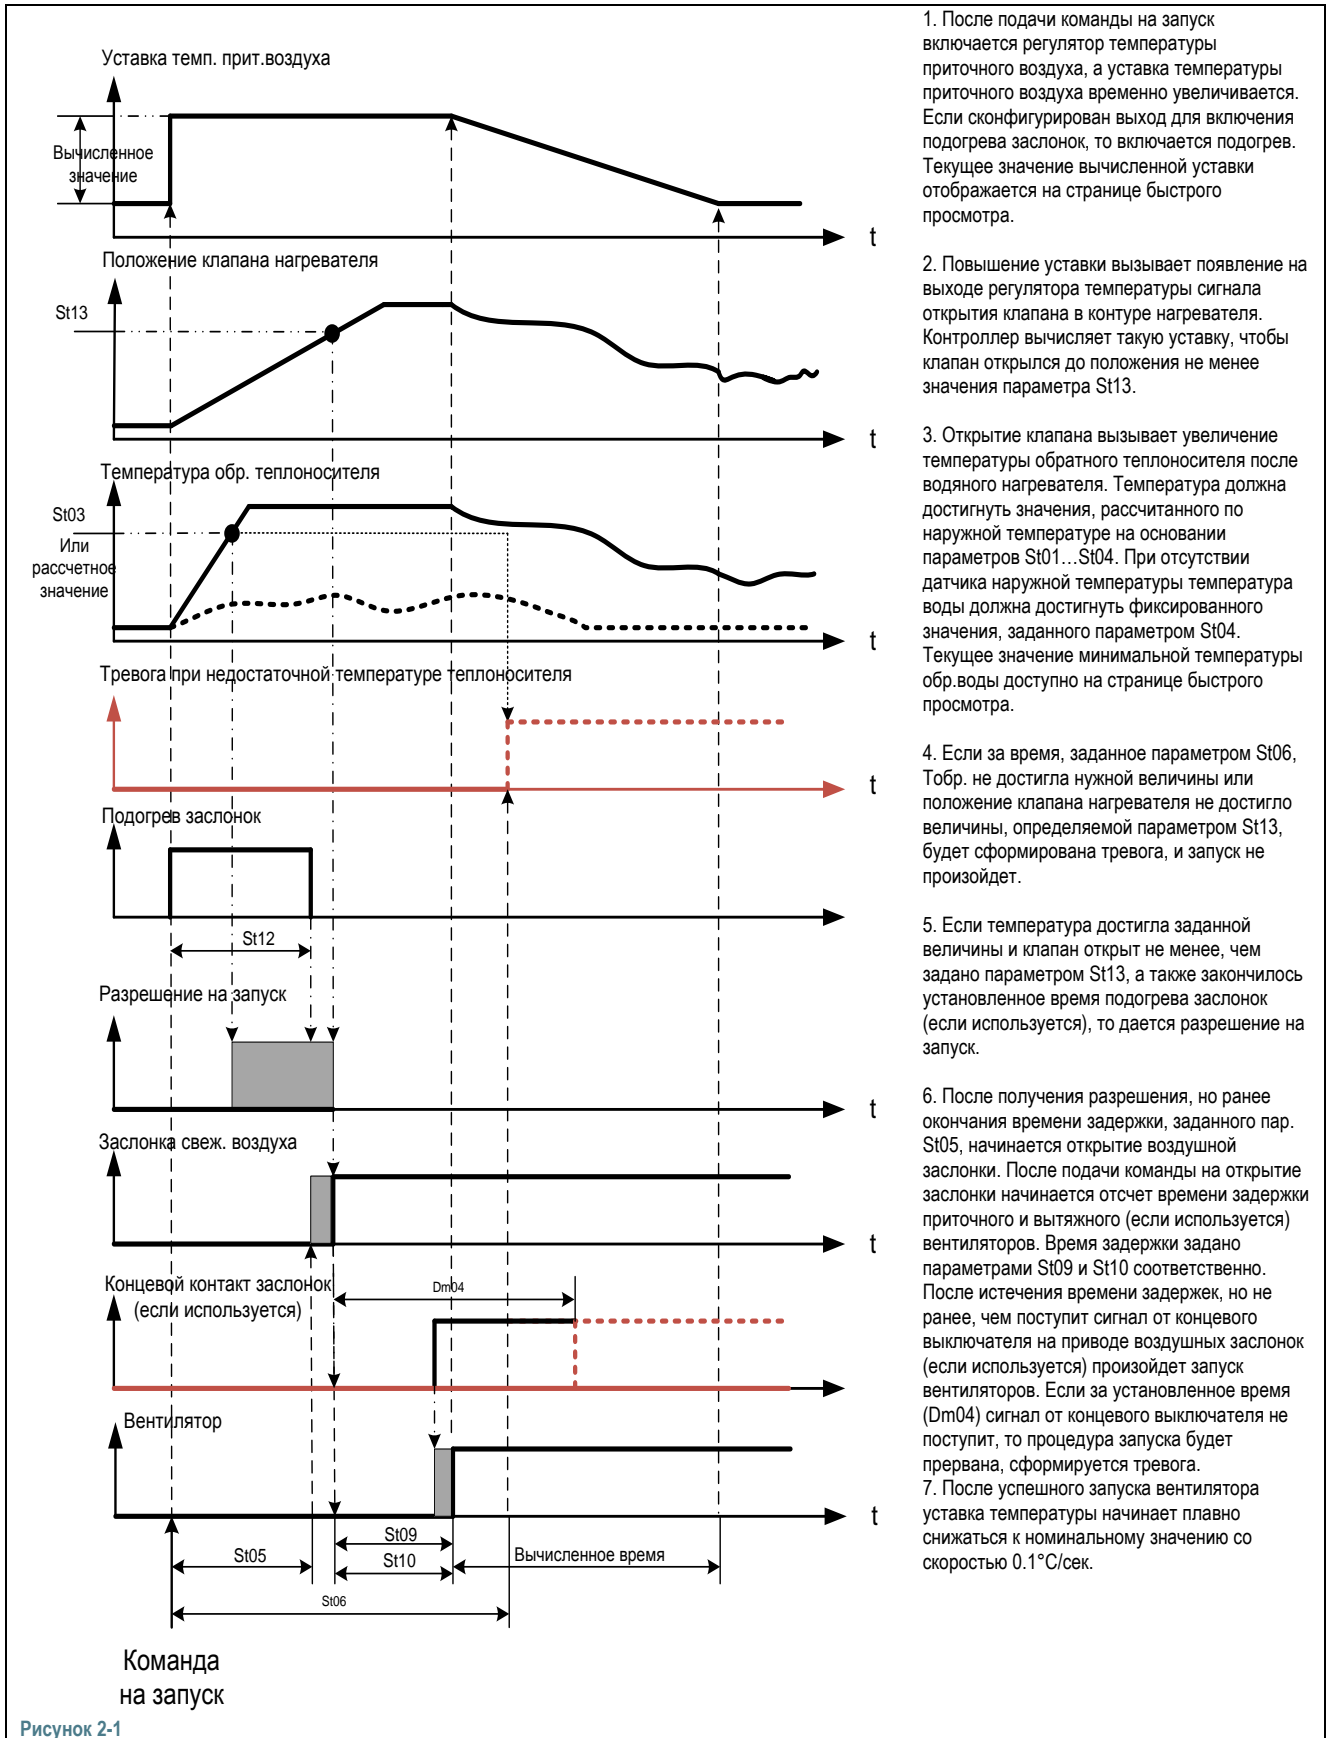 Уставка темп. прит.воздуха
Вычисленное
значение
t
Положение клапана нагревателя
St13
t
Температура обр. теплоносителя
St03
Или
рассчетное
значение
t
Тревога при недостаточной температуре теплоносителя
t
Подогрев заслонок
St12
Разрешение на запуск
t
Заслонка свеж. воздуха
t
Концевой контакт заслонок
(если используется)
Dm04
Вентилятор
t
St09
St05
St10
Вычисленное время
St06
Команда
на запуск
Рисунок 2-1
1. После подачи команды на запуск
включается регулятор температуры
приточного воздуха, а уставка температуры
приточного воздуха временно увеличивается.
Если сконфигурирован выход для включения
подогрева заслонок, то включается подогрев.
Текущее значение вычисленной уставки
отображается на странице быстрого
просмотра.
2. Повышение уставки вызывает появление на
выходе регулятора температуры сигнала
открытия клапана в контуре нагревателя.
Контроллер вычисляет такую уставку, чтобы
клапан открылся до положения не менее
значения параметра St13.
3. Открытие клапана вызывает увеличение
температуры обратного теплоносителя после
водяного нагревателя. Температура должна
достигнуть значения, рассчитанного по
наружной температуре на основании
параметров St01…St04. При отсутствии
датчика наружной температуры температура
воды должна достигнуть фиксированного
значения, заданного параметром St04.
Текущее значение минимальной температуры
обр.воды доступно на странице быстрого
просмотра.
4. Если за время, заданное параметром St06,
Тобр. не достигла нужной величины или
положение клапана нагревателя не достигло
величины, определяемой параметром St13,
будет сформирована тревога, и запуск не
произойдет.
5. Если температура достигла заданной
величины и клапан открыт не менее, чем
задано параметром St13, а также закончилось
установленное время подогрева заслонок
(если используется), то дается разрешение на
запуск.
6. После получения разрешения, но ранее
окончания времени задержки, заданного пар.
St05, начинается открытие воздушной
заслонки. После подачи команды на открытие
заслонки начинается отсчет времени задержки
приточного и вытяжного (если используется)
вентиляторов. Время задержки задано
параметрами St09 и St10 соответственно.
После истечения времени задержек, но не
ранее, чем поступит сигнал от концевого
выключателя на приводе воздушных заслонок
(если используется) произойдет запуск
вентиляторов. Если за установленное время
(Dm04) сигнал от концевого выключателя не
поступит, то процедура запуска будет
прервана, сформируется тревога.
7. После успешного запуска вентилятора
уставка температуры начинает плавно
снижаться к номинальному значению со
скоростью 0.1°С/сек.